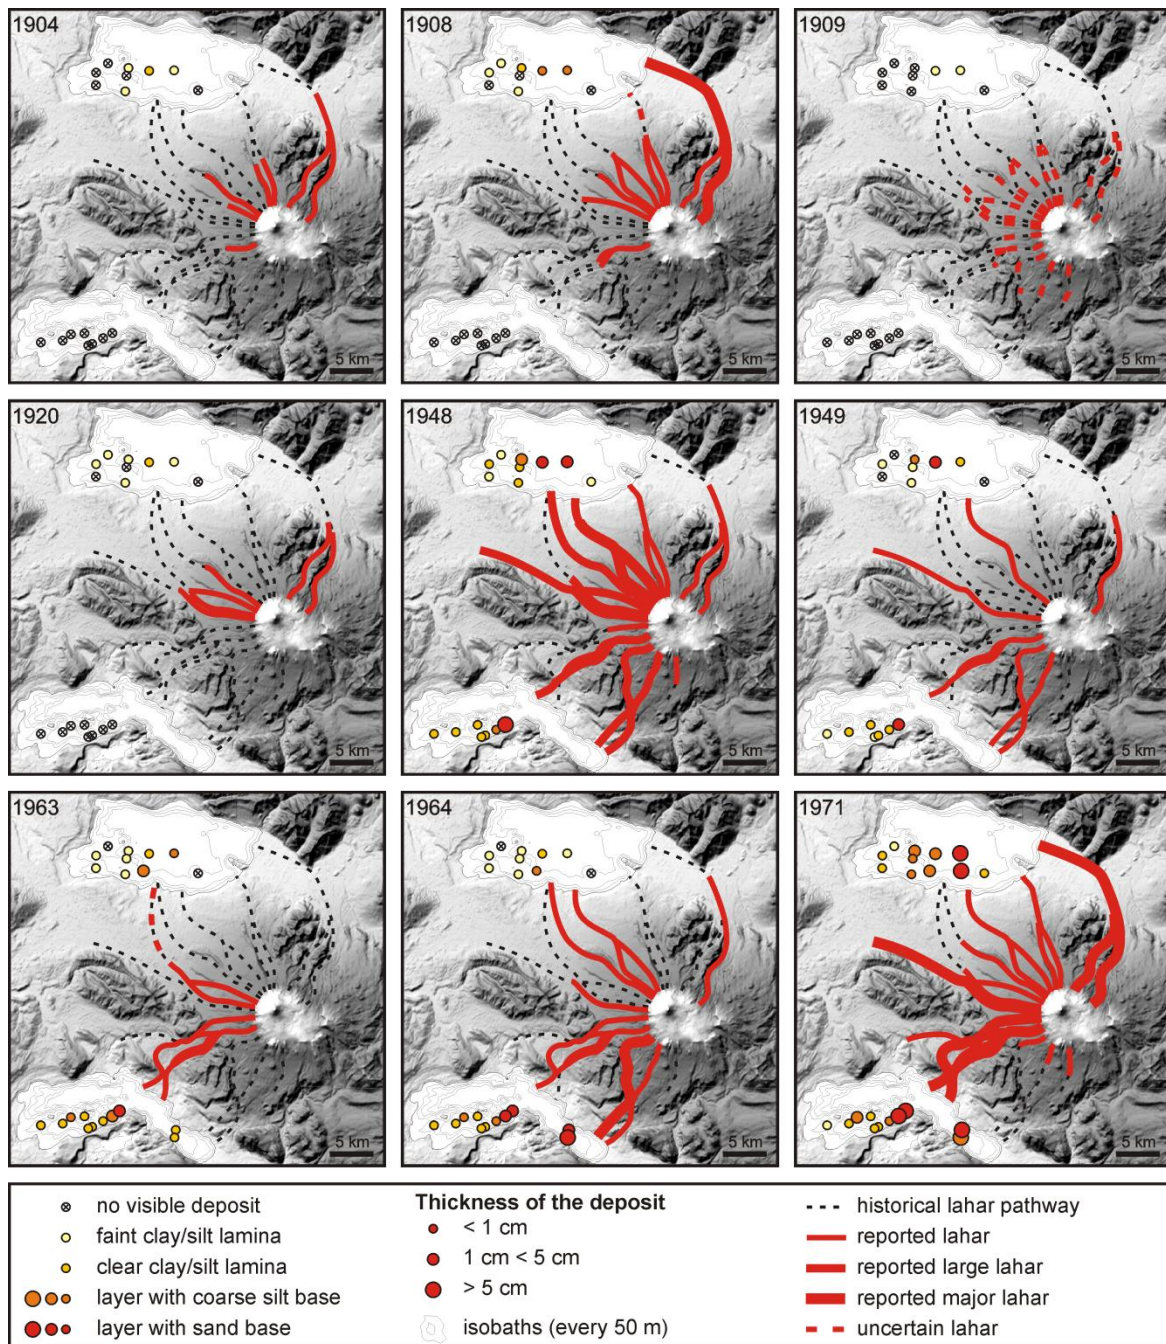 1904
5 km
1908
5 km
1909
5 km
1920
5 km
1948
5 km
1949
5 km
1963
5 km
1964
5 km
1971
5 km
no visible deposit
faint clay/silt lamina
clear clay/silt lamina
layer with coarse silt base
layer with sand base
Thickness of the deposit
< 1 cm
1 cm < 5 cm
> 5 cm
isobaths (every 50 m)
historical lahar pathway
reported lahar
reported large lahar
reported major lahar
uncertain lahar